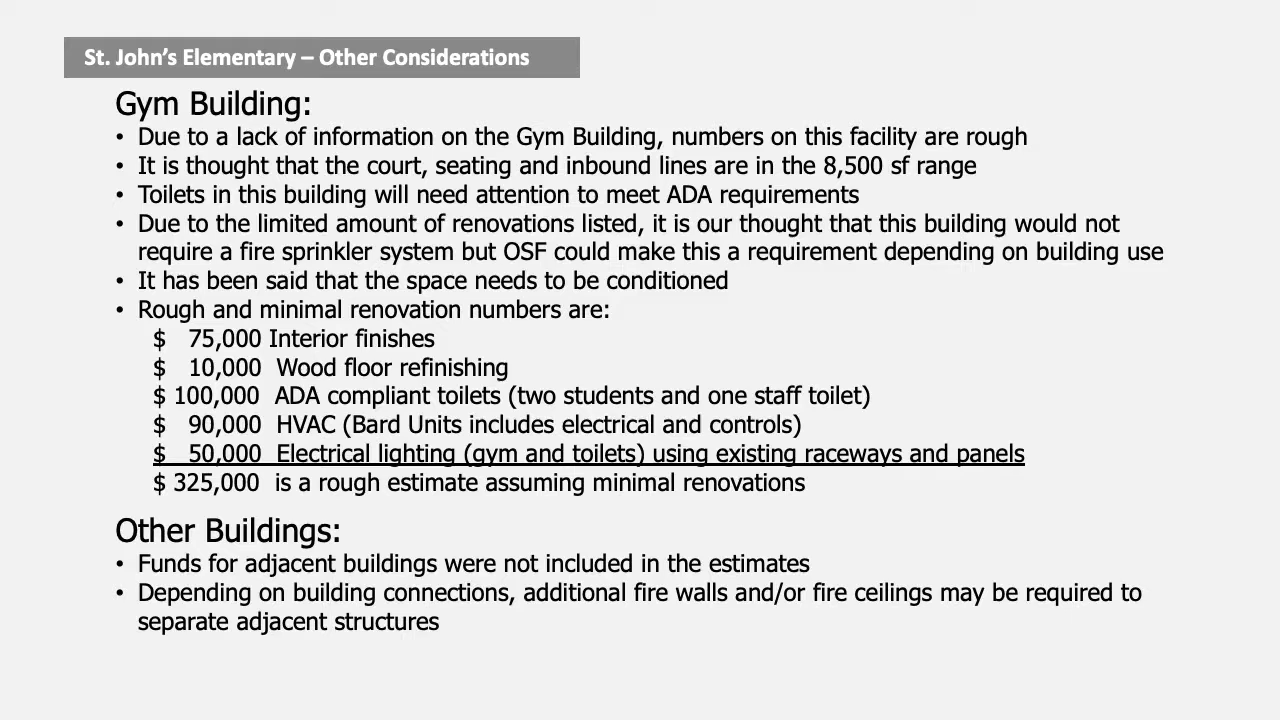 St. John’s Elementary – Other Considerations
Gym Building:
• Due to a lack of information on the Gym Building, numbers on this facility are rough
• It is thought that the court, seating and inbound lines are in the 8,500 sf range
• Toilets in this building will need attention to meet ADA requirements
• Due to the limited amount of renovations listed, it is our thought that this building would not
require a fire sprinkler system but OSF could make this a requirement depending on building use
• It has been said that the space needs to be conditioned
• Rough and minimal renovation numbers are:
$ 75,000 Interior finishes
$ 10,000 Wood floor refinishing
$ 100,000 ADA compliant toilets (two students and one staff toilet)
$ 90,000 HVAC (Bard Units includes electrical and controls)
$ 50,000 Electrical lighting (gym and toilets) using existing raceways and panels
$ 325,000 is a rough estimate assuming minimal renovations
Other Buildings:
• Funds for adjacent buildings were not included in the estimates
• Depending on building connections, additional fire walls and/or fire ceilings may be required to
separate adjacent structures